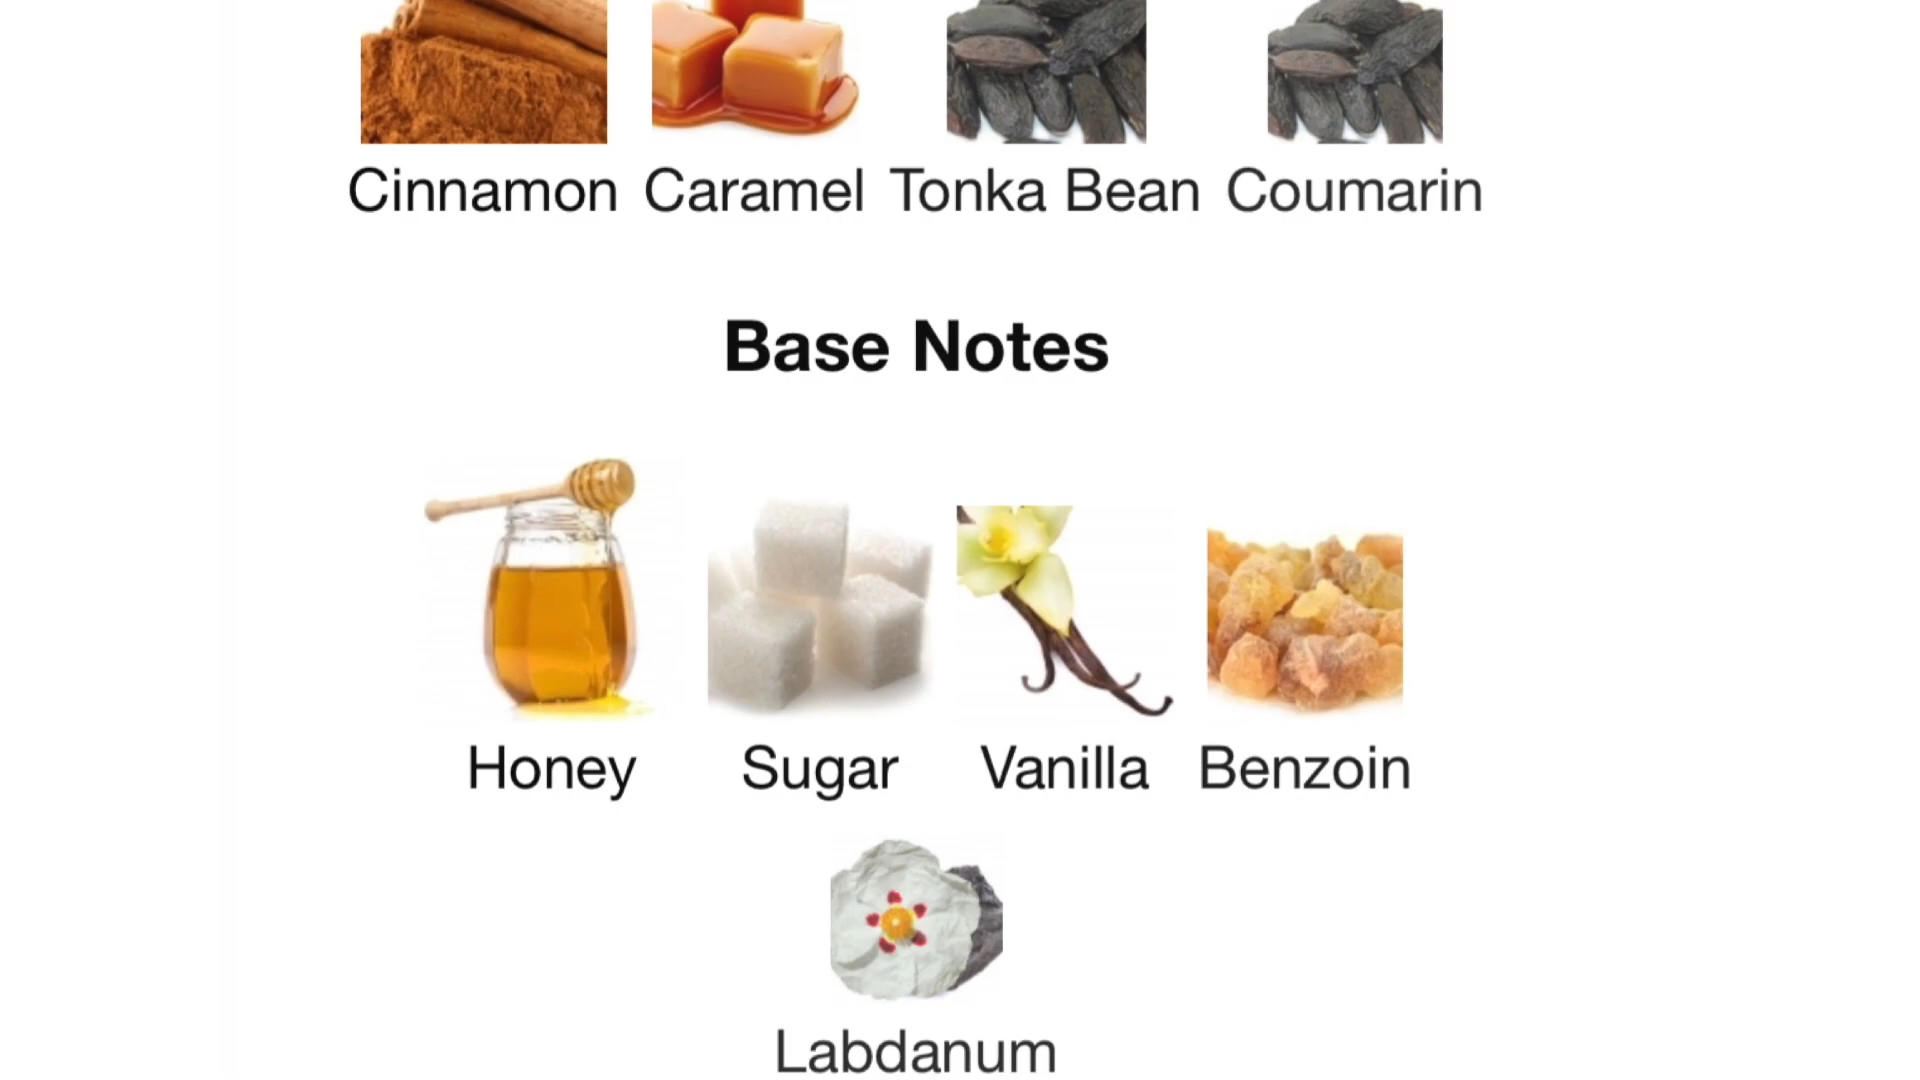 Cinnamon Caramel Tonka Bean Coumarin
Base Notes
Honey Sugar Vanilla Benzoin
Labdanum